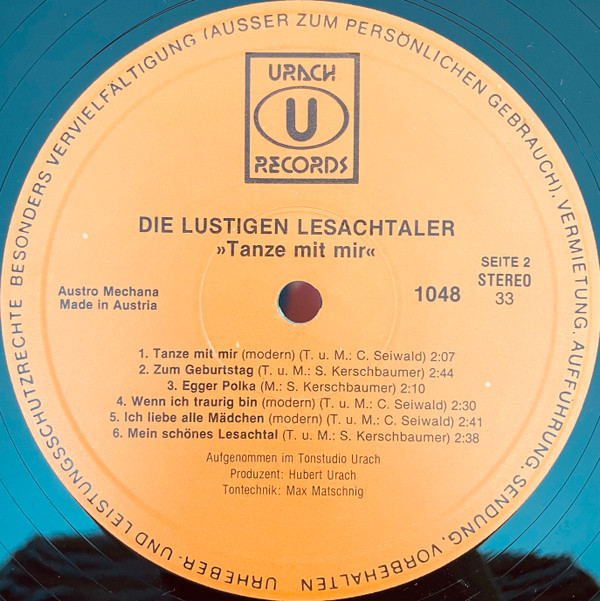 URHEBER- UND LEISTUNGSSCHUTZRECHTE BESONDERS VERVIELFÄLTIGUNG (AUSSER ZUM PERSÖNLICHEN GEBRAUCH), VERMIETUNG, AUFFÜHRUNG, SENDUNG, VORBEHALTEN
URACH
U
RECORDS
DIE LUSTIGEN LESACHTALER
»Tanze mit mir«
Austro Mechana
Made in Austria
1048
SEITE 2
STEREO
33
1. Tanze mit mir (modern) (T. u. M.: C. Seiwald) 2:07
2. Zum Geburtstag (T. u. M.: S. Kerschbaumer) 2:44
3. Egger Polka (M.: S. Kerschbaumer) 2:10
4. Wenn ich traurig bin (modern) (T. u. M.: C. Seiwald) 2:30
5. Ich liebe alle Mädchen (modern) (T. u. M.: C. Seiwald) 2:41
6. Mein schönes Lesachtal (T. u. M.: S. Kerschbaumer) 2:38
Aufgenommen im Tonstudio Urach
Produzent: Hubert Urach
Tontechnik: Max Matschnig